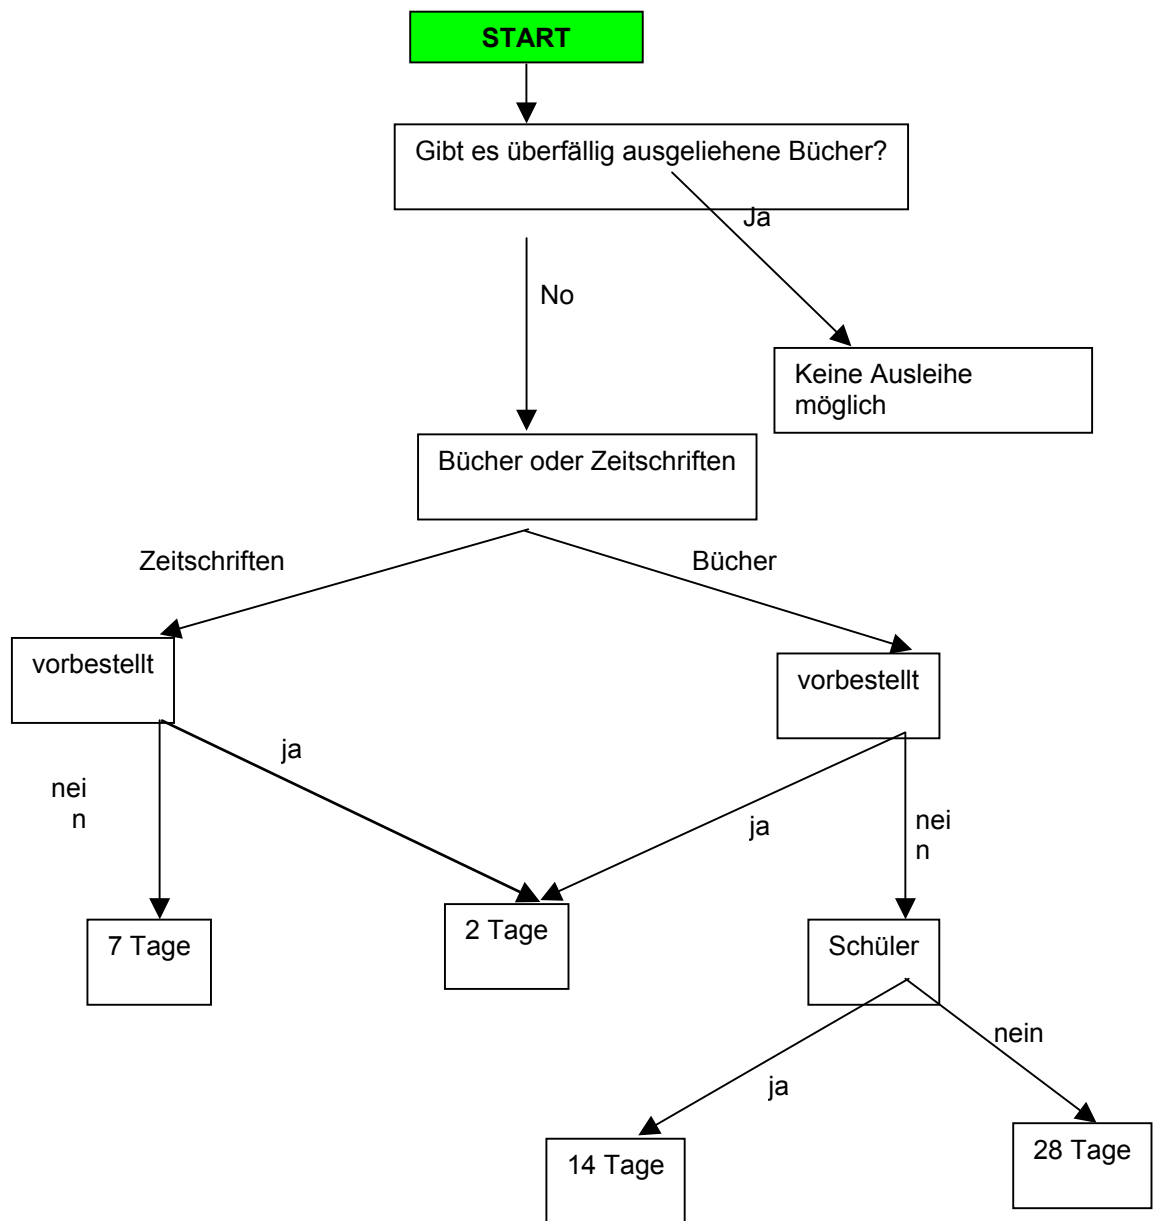 START
Gibt es überfällig ausgeliehene Bücher?
Ja
No
Keine Ausleihe
möglich
Bücher oder Zeitschriften
Zeitschriften
Bücher
vorbestellt
vorbestellt
ja
nei
n
ja
nei
n
7 Tage
2 Tage
Schüler
nein
ja
14 Tage
28 Tage